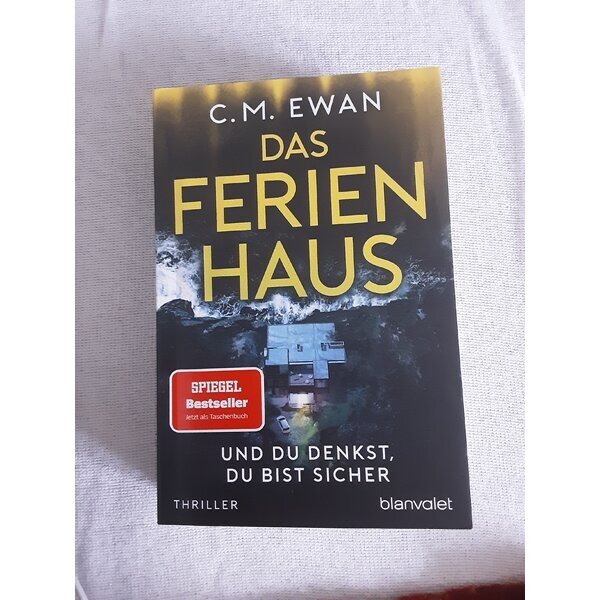 C. M. EWAN
DAS
FERIEN
HAUS
SPIEGEL
Bestseller
Jetzt als Taschenbuch
UND DU DENKST,
DU BIST SICHER
THRILLER
blanvalet